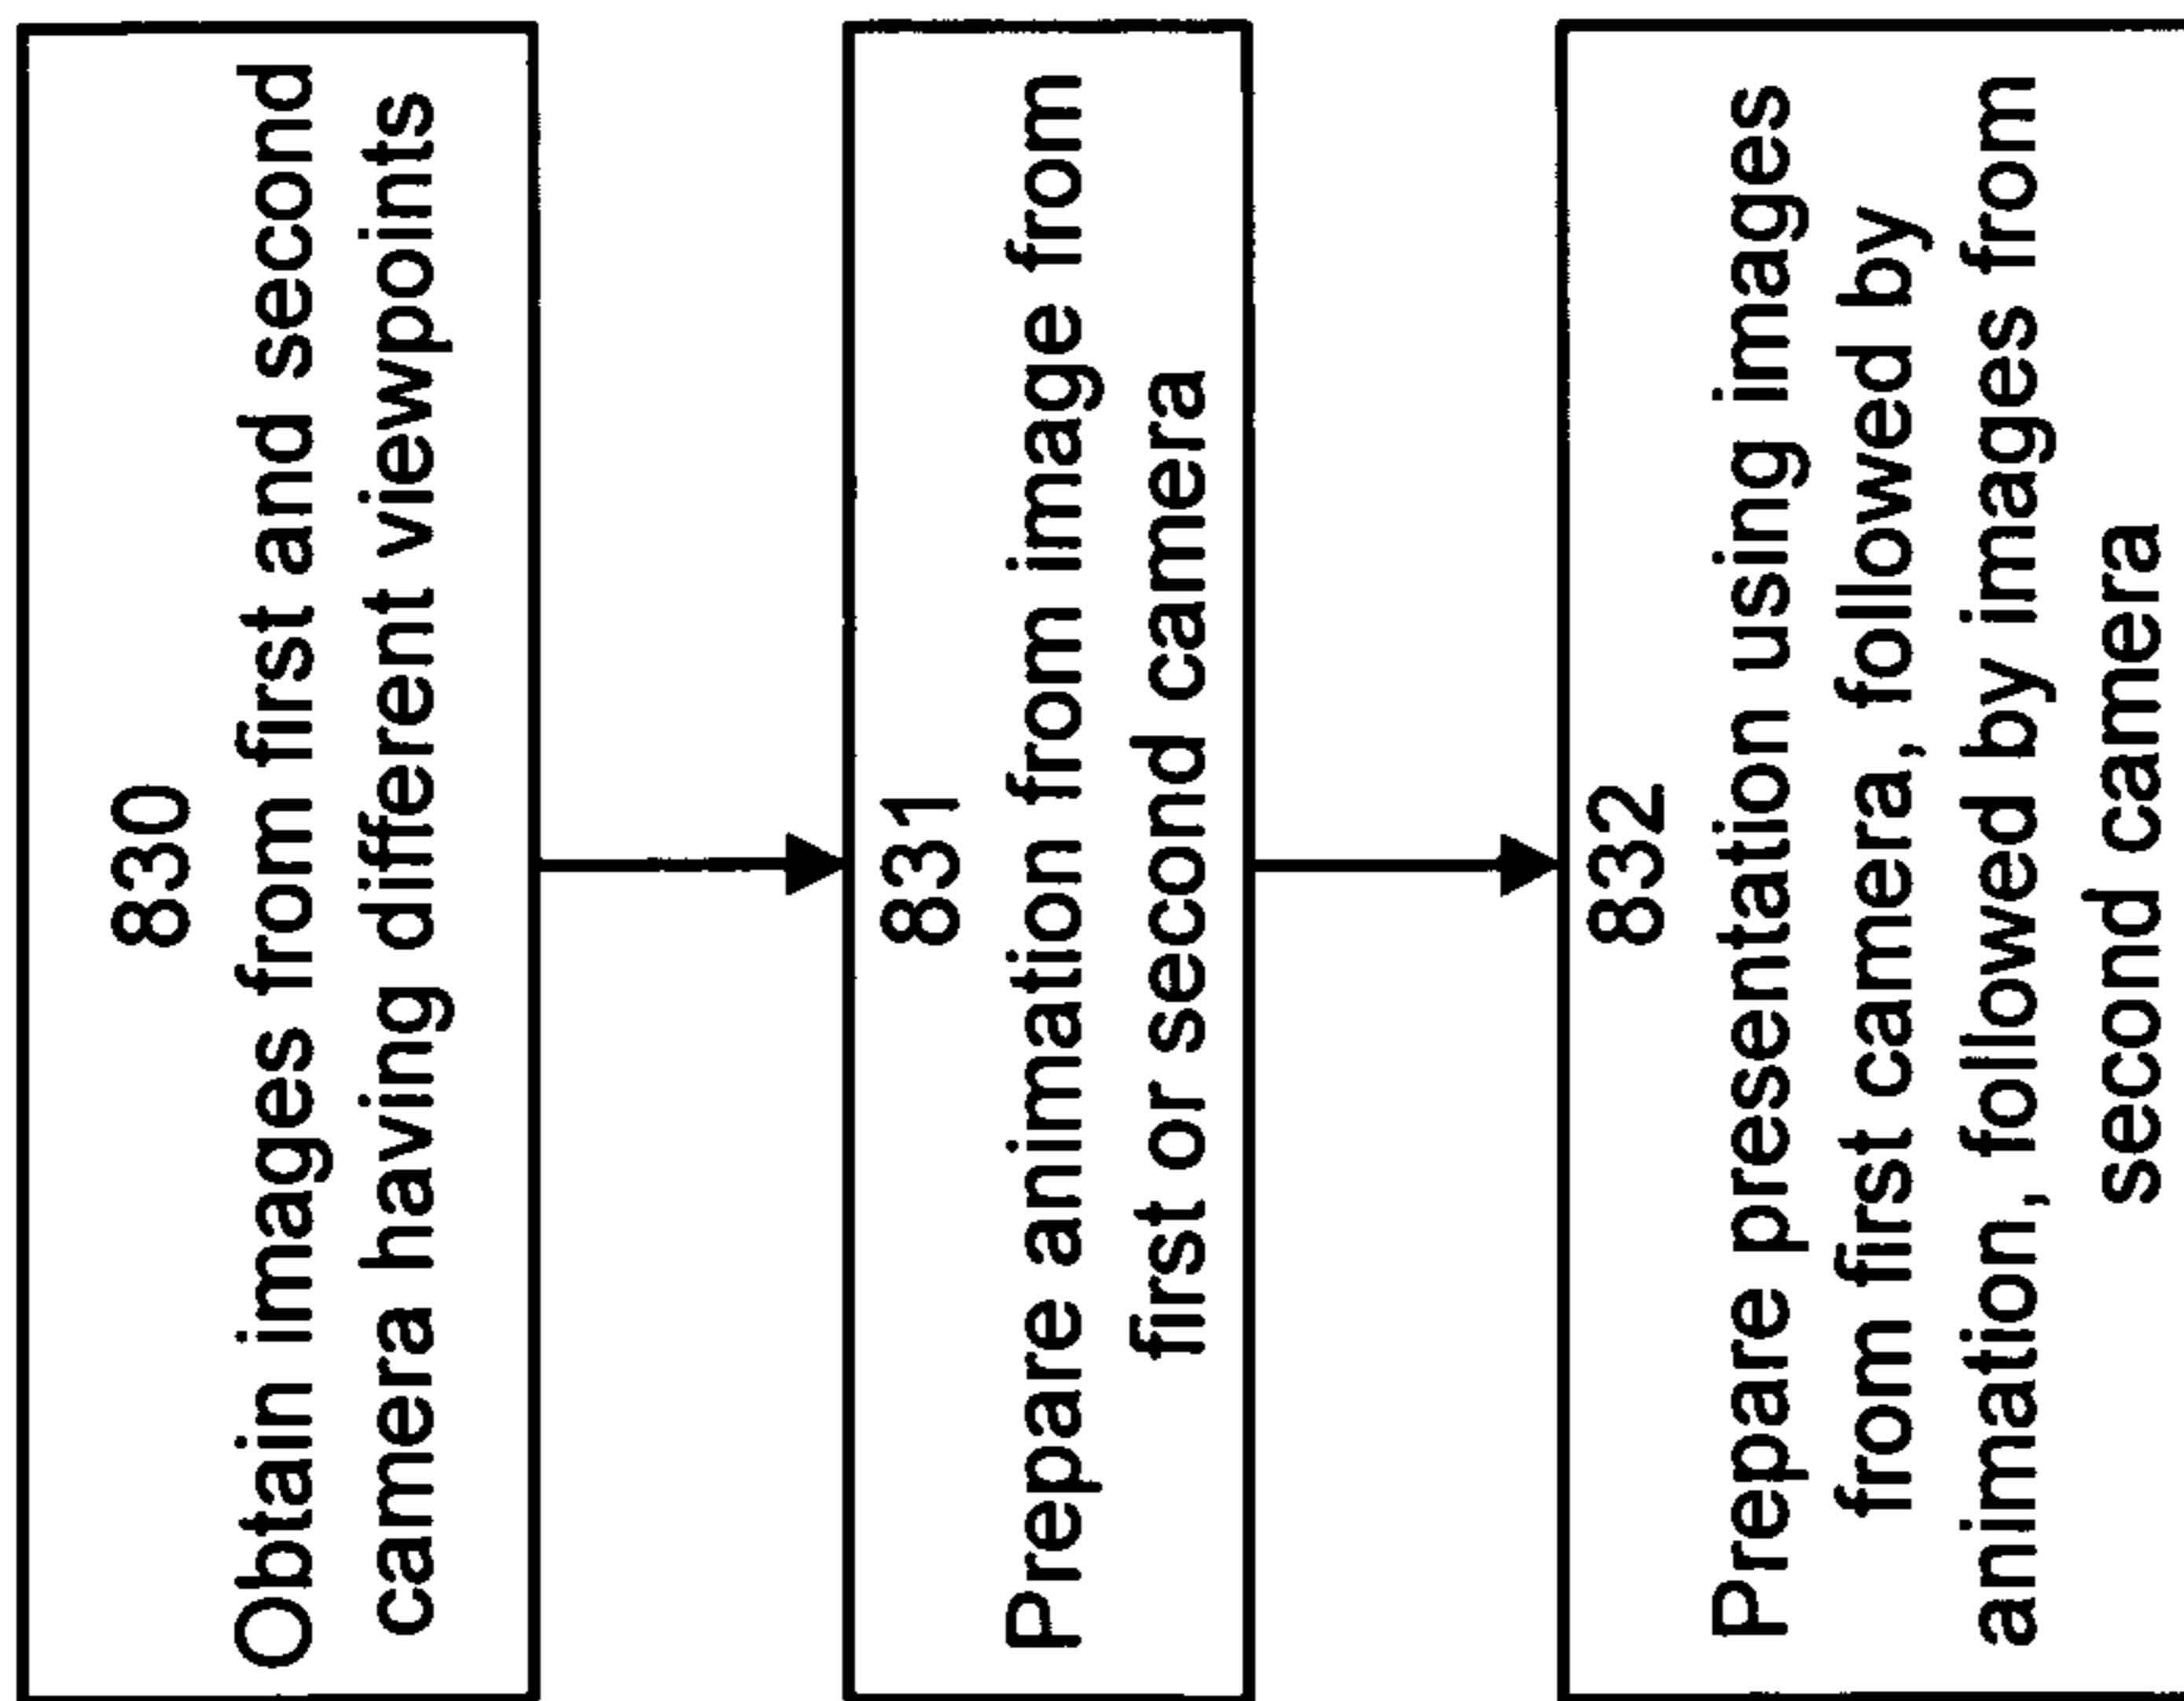 830
Obtain images from first and second
camera having different viewpoints
831
Prepare animation from image from
first or second camera
832
Prepare presentation using images
from first camera, followed by
animation, followed by images from
second camera